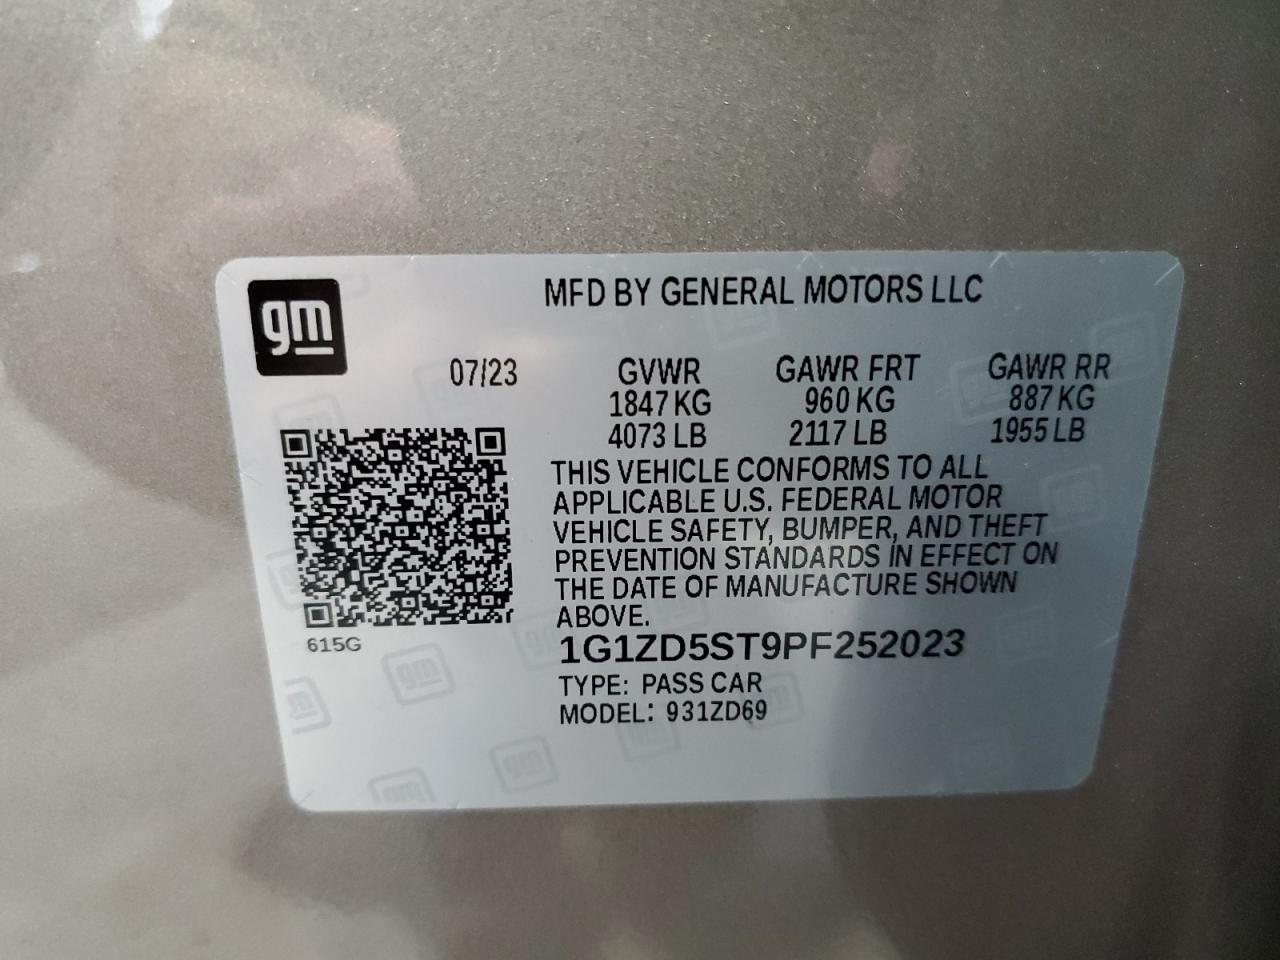 gm
MFD BY GENERAL MOTORS LLC
07/23 GVWR GAWR FRT GAWR RR
1847 KG 960 KG 887 KG
4073 LB 2117 LB 1955 LB
THIS VEHICLE CONFORMS TO ALL
APPLICABLE U.S. FEDERAL MOTOR
VEHICLE SAFETY, BUMPER, AND THEFT
PREVENTION STANDARDS IN EFFECT ON
THE DATE OF MANUFACTURE SHOWN
ABOVE.
615G
1G1ZD5ST9PF252023
TYPE: PASS CAR
MODEL: 931ZD69